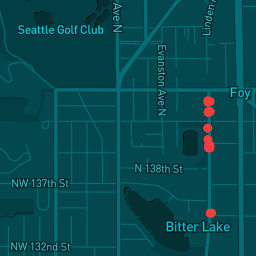 Seattle Golf Club
Ave N
Evanston Ave N
Linden
Foy
N 138th St
NW 137th St
Bitter Lake
NW 132nd St